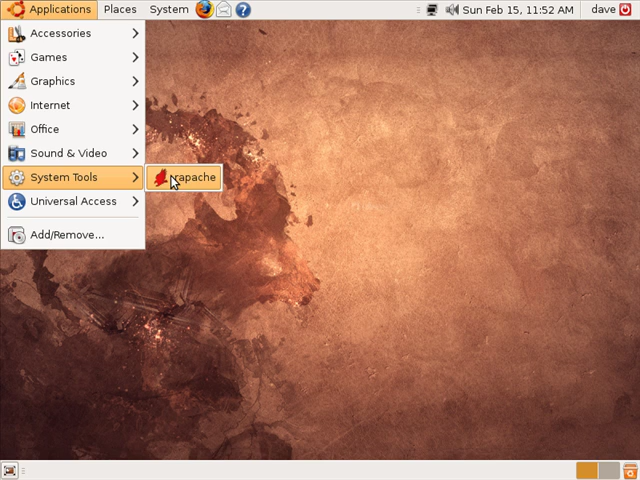 Applications Places System Sun Feb 15, 11:52 AM dave
Accessories
Games
Graphics
Internet
Office
Sound & Video
System Tools
rapache
Universal Access
Add/Remove...